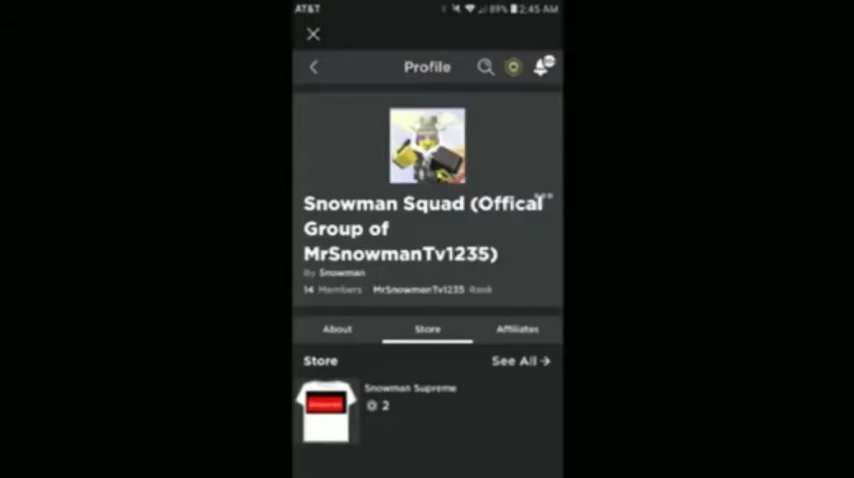 AT&T 89% 2:45 AM
Profile
Snowman Squad (Offical
Group of
MrSnowmanTv1235)
By Snowman
14 Members MrSnowmanTv1235 Rank
About Store Affiliates
Store See All →
Snowman Supreme
2